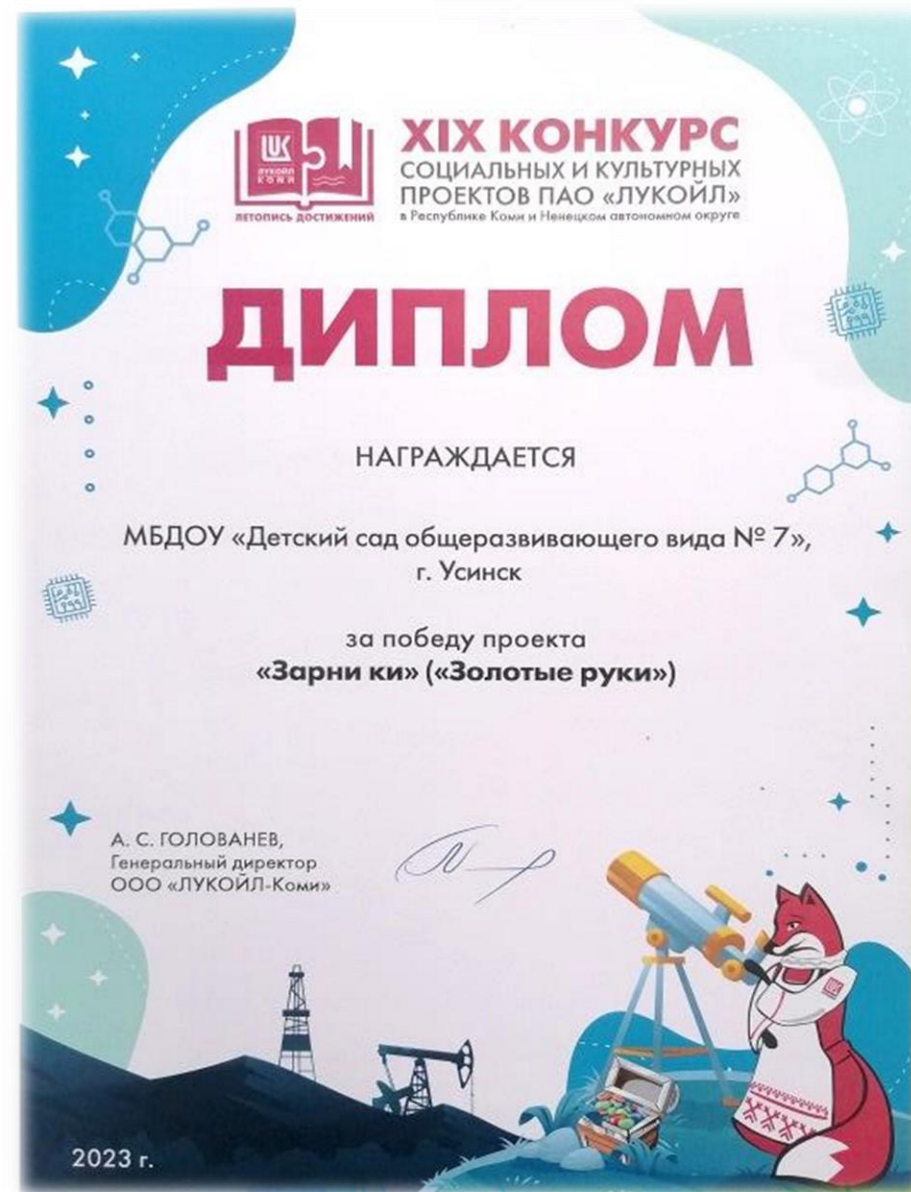 LUK
ЛУКОЙЛ
КОМИ
ЛЕТОПИСЬ ДОСТИЖЕНИЙ
XIX КОНКУРС
СОЦИАЛЬНЫХ И КУЛЬТУРНЫХ
ПРОЕКТОВ ПАО «ЛУКОЙЛ»
в Республике Коми и Ненецком автономном округе
ДИПЛОМ
НАГРАЖДАЕТСЯ
МБДОУ «Детский сад общеразвивающего вида № 7»,
г. Усинск
за победу проекта
«Зарни ки» («Золотые руки»)
А. С. ГОЛОВАНЕВ,
Генеральный директор
ООО «ЛУКОЙЛ-Коми»
2023 г.